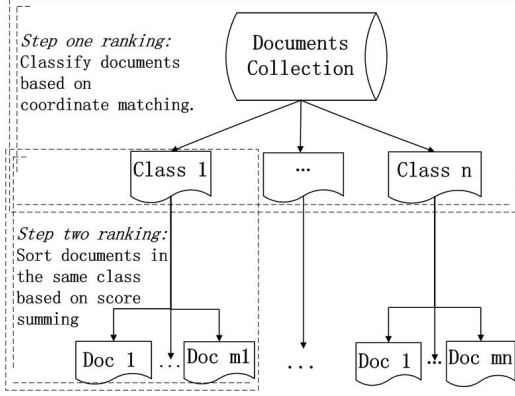 Step one ranking:
Classify documents
based on
coordinate matching.
Documents
Collection
Class 1
...
Class n
Step two ranking:
Sort documents in
the same class
based on score
summing
Doc 1
...
Doc m1
...
Doc 1
...
Doc mn